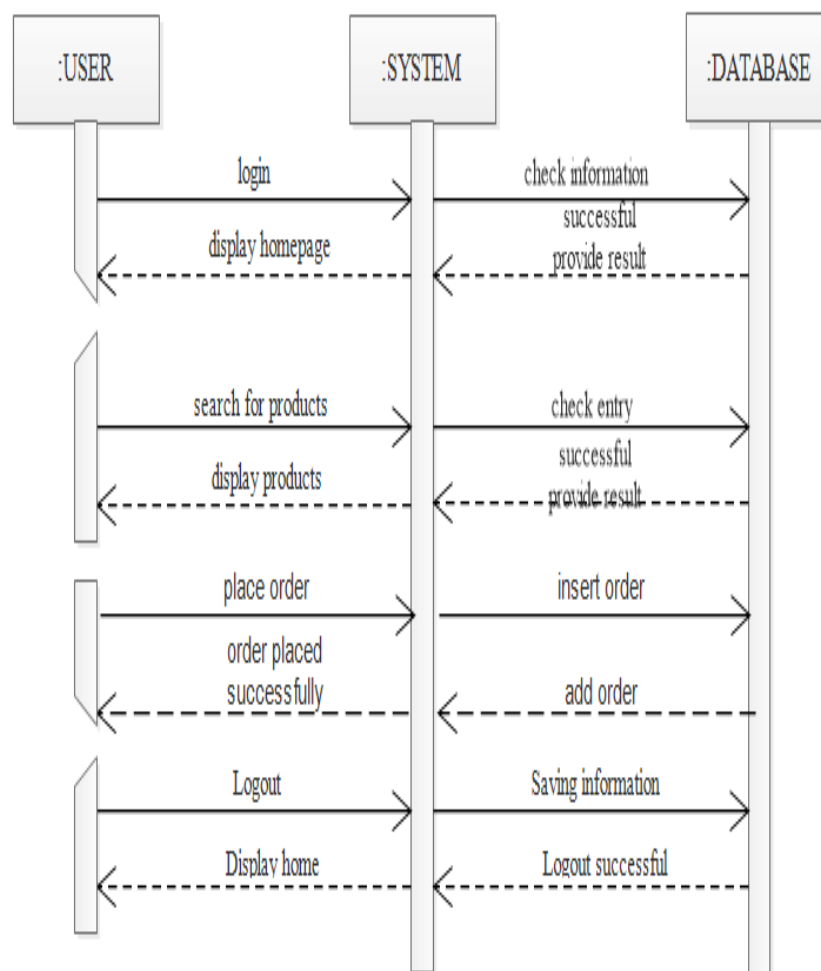 :USER
:SYSTEM
:DATABASE
login
check information
successful
display homepage
provide result
search for products
check entry
successful
display products
provide result
place order
insert order
order placed
successfully
add order
Logout
Saving information
Display home
Logout successful